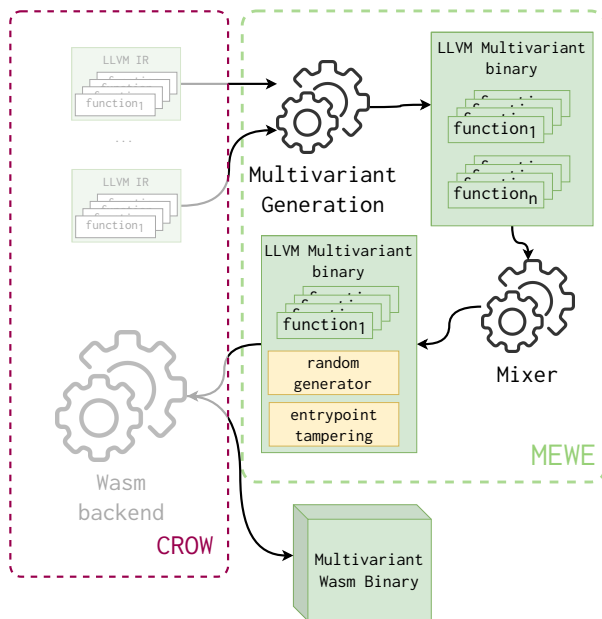 LLVM IR
function₁
...
LLVM IR
function₁
Multivariant
Generation
LLVM Multivariant
binary
function₁
functionₙ
Mixer
LLVM Multivariant
binary
function₁
random
generator
entrypoint
tampering
MEWE
Wasm
backend
CROW
Multivariant
Wasm Binary